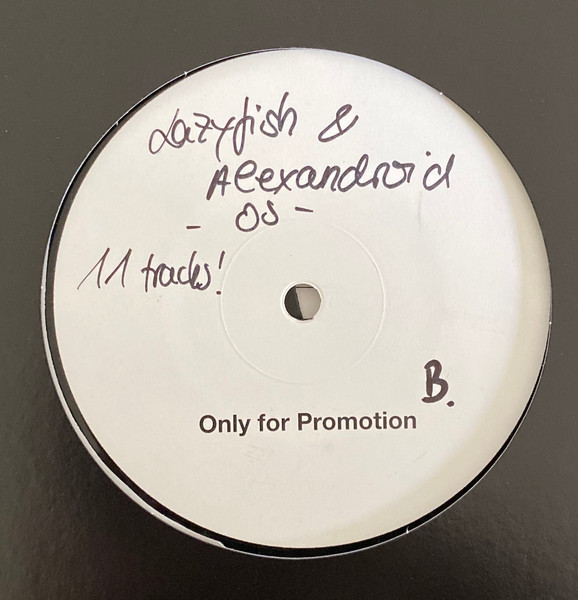 Lazyfish &
Alexandroid
- OS -
11 tracks!
B.
Only for Promotion